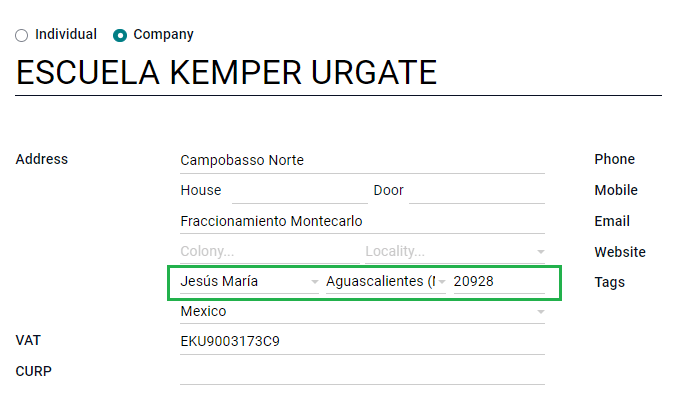 Individual Company
ESCUELA KEMPER URGATE
Address Campobasso Norte Phone
House Door Mobile
Fraccionamiento Montecarlo Email
Colony... Locality... Website
Jesús María Aguascalientes (I 20928 Tags
Mexico
VAT EKU9003173C9
CURP